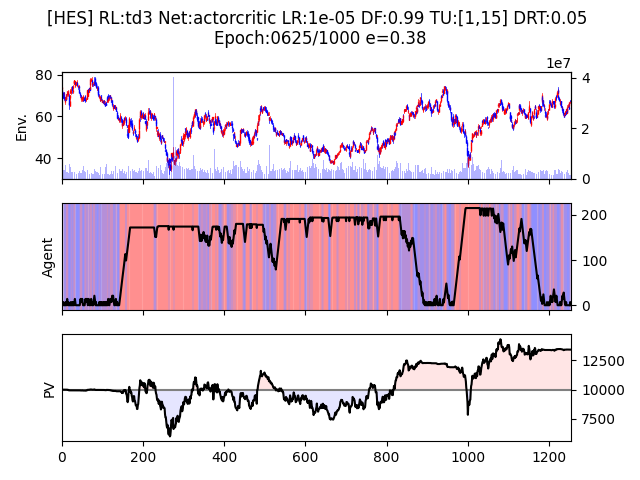 [HES] RL:td3 Net:actorcritic LR:1e-05 DF:0.99 TU:[1,15] DRT:0.05
Epoch:0625/1000 e=0.38
1e7
80
60
40
Env.
4
2
0
Agent
200
100
0
PV
12500
10000
7500
0 200 400 600 800 1000 1200